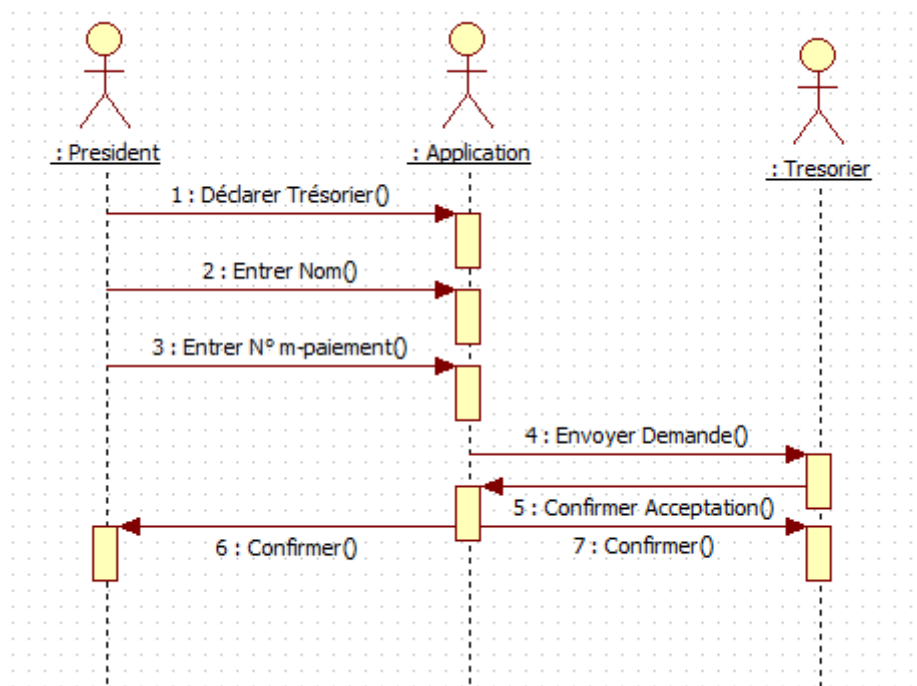 : President
: Application
: Tresorier
1 : Déclarer Trésorier()
2 : Entrer Nom()
3 : Entrer N° m-paiement()
4 : Envoyer Demande()
5 : Confirmer Acceptation()
6 : Confirmer()
7 : Confirmer()